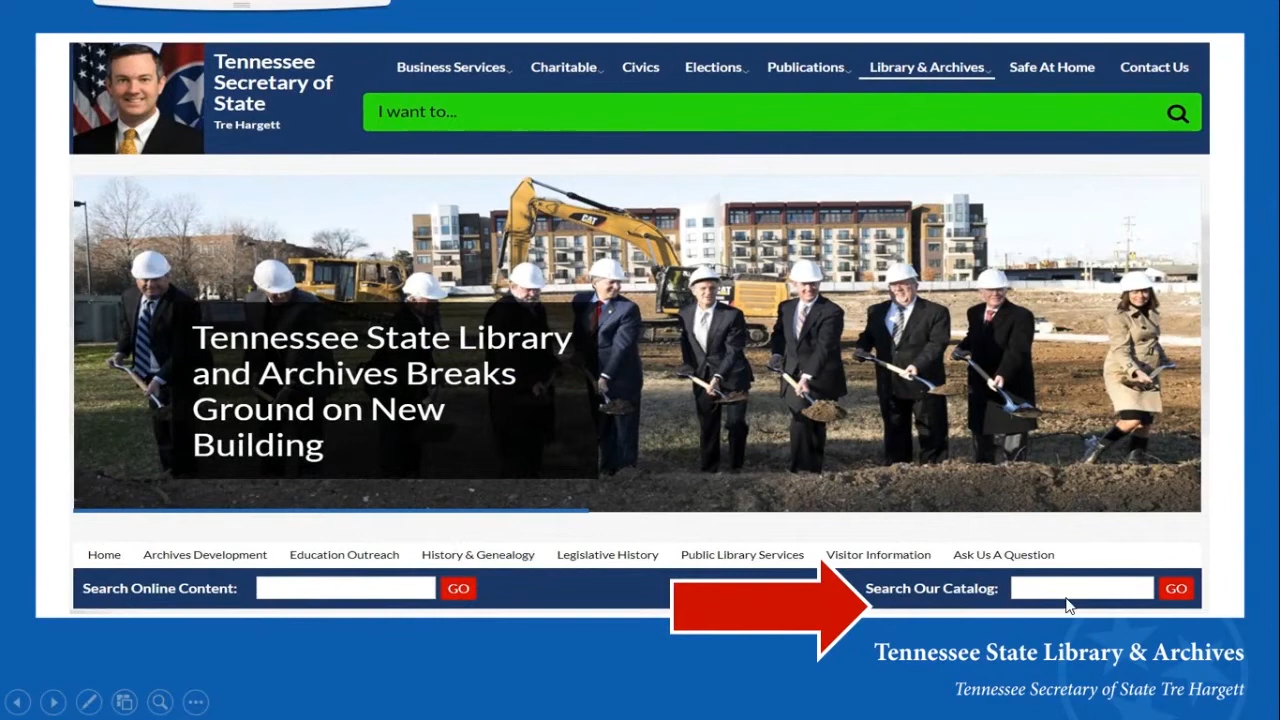 Tennessee
Secretary of
State
Tre Hargett
Business Services
Charitable
Civics
Elections
Publications
Library & Archives
Safe At Home
Contact Us
I want to...
CAT
CAT
Tennessee State Library
and Archives Breaks
Ground on New
Building
Home
Archives Development
Education Outreach
History & Genealogy
Legislative History
Public Library Services
Visitor Information
Ask Us A Question
Search Online Content:
GO
Search Our Catalog:
GO
Tennessee State Library & Archives
Tennessee Secretary of State Tre Hargett